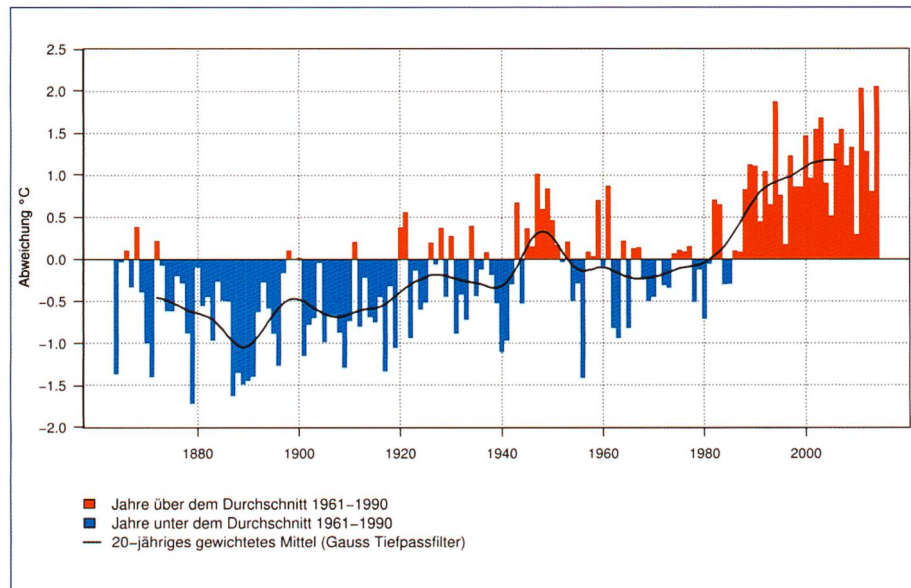 Abweichung °C
2.5
2.0
1.5
1.0
0.5
0.0
−0.5
−1.0
−1.5
−2.0
1880 1900 1920 1940 1960 1980 2000
Jahre über dem Durchschnitt 1961−1990
Jahre unter dem Durchschnitt 1961−1990
20−jähriges gewichtetes Mittel (Gauss Tiefpassfilter)